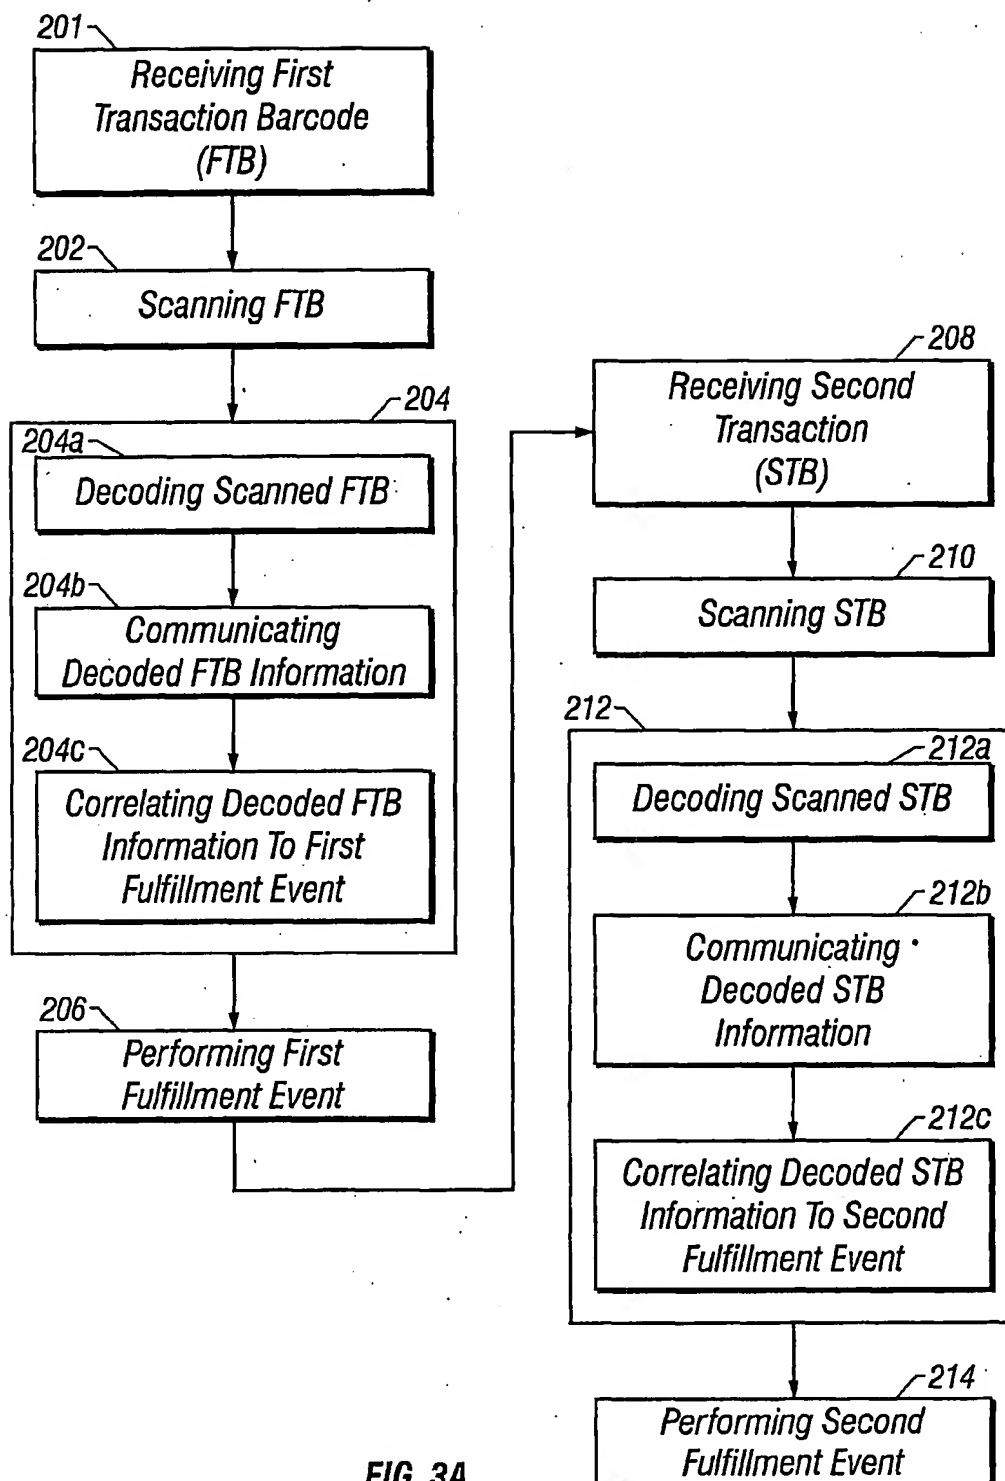 201
Receiving First
Transaction Barcode
(FTB)
202
Scanning FTB
204
204a
Decoding Scanned FTB
204b
Communicating
Decoded FTB Information
204c
Correlating Decoded FTB
Information To First
Fulfillment Event
206
Performing First
Fulfillment Event
208
Receiving Second
Transaction
(STB)
210
Scanning STB
212
212a
Decoding Scanned STB
212b
Communicating
Decoded STB
Information
212c
Correlating Decoded STB
Information To Second
Fulfillment Event
214
Performing Second
Fulfillment Event
FIG. 3A